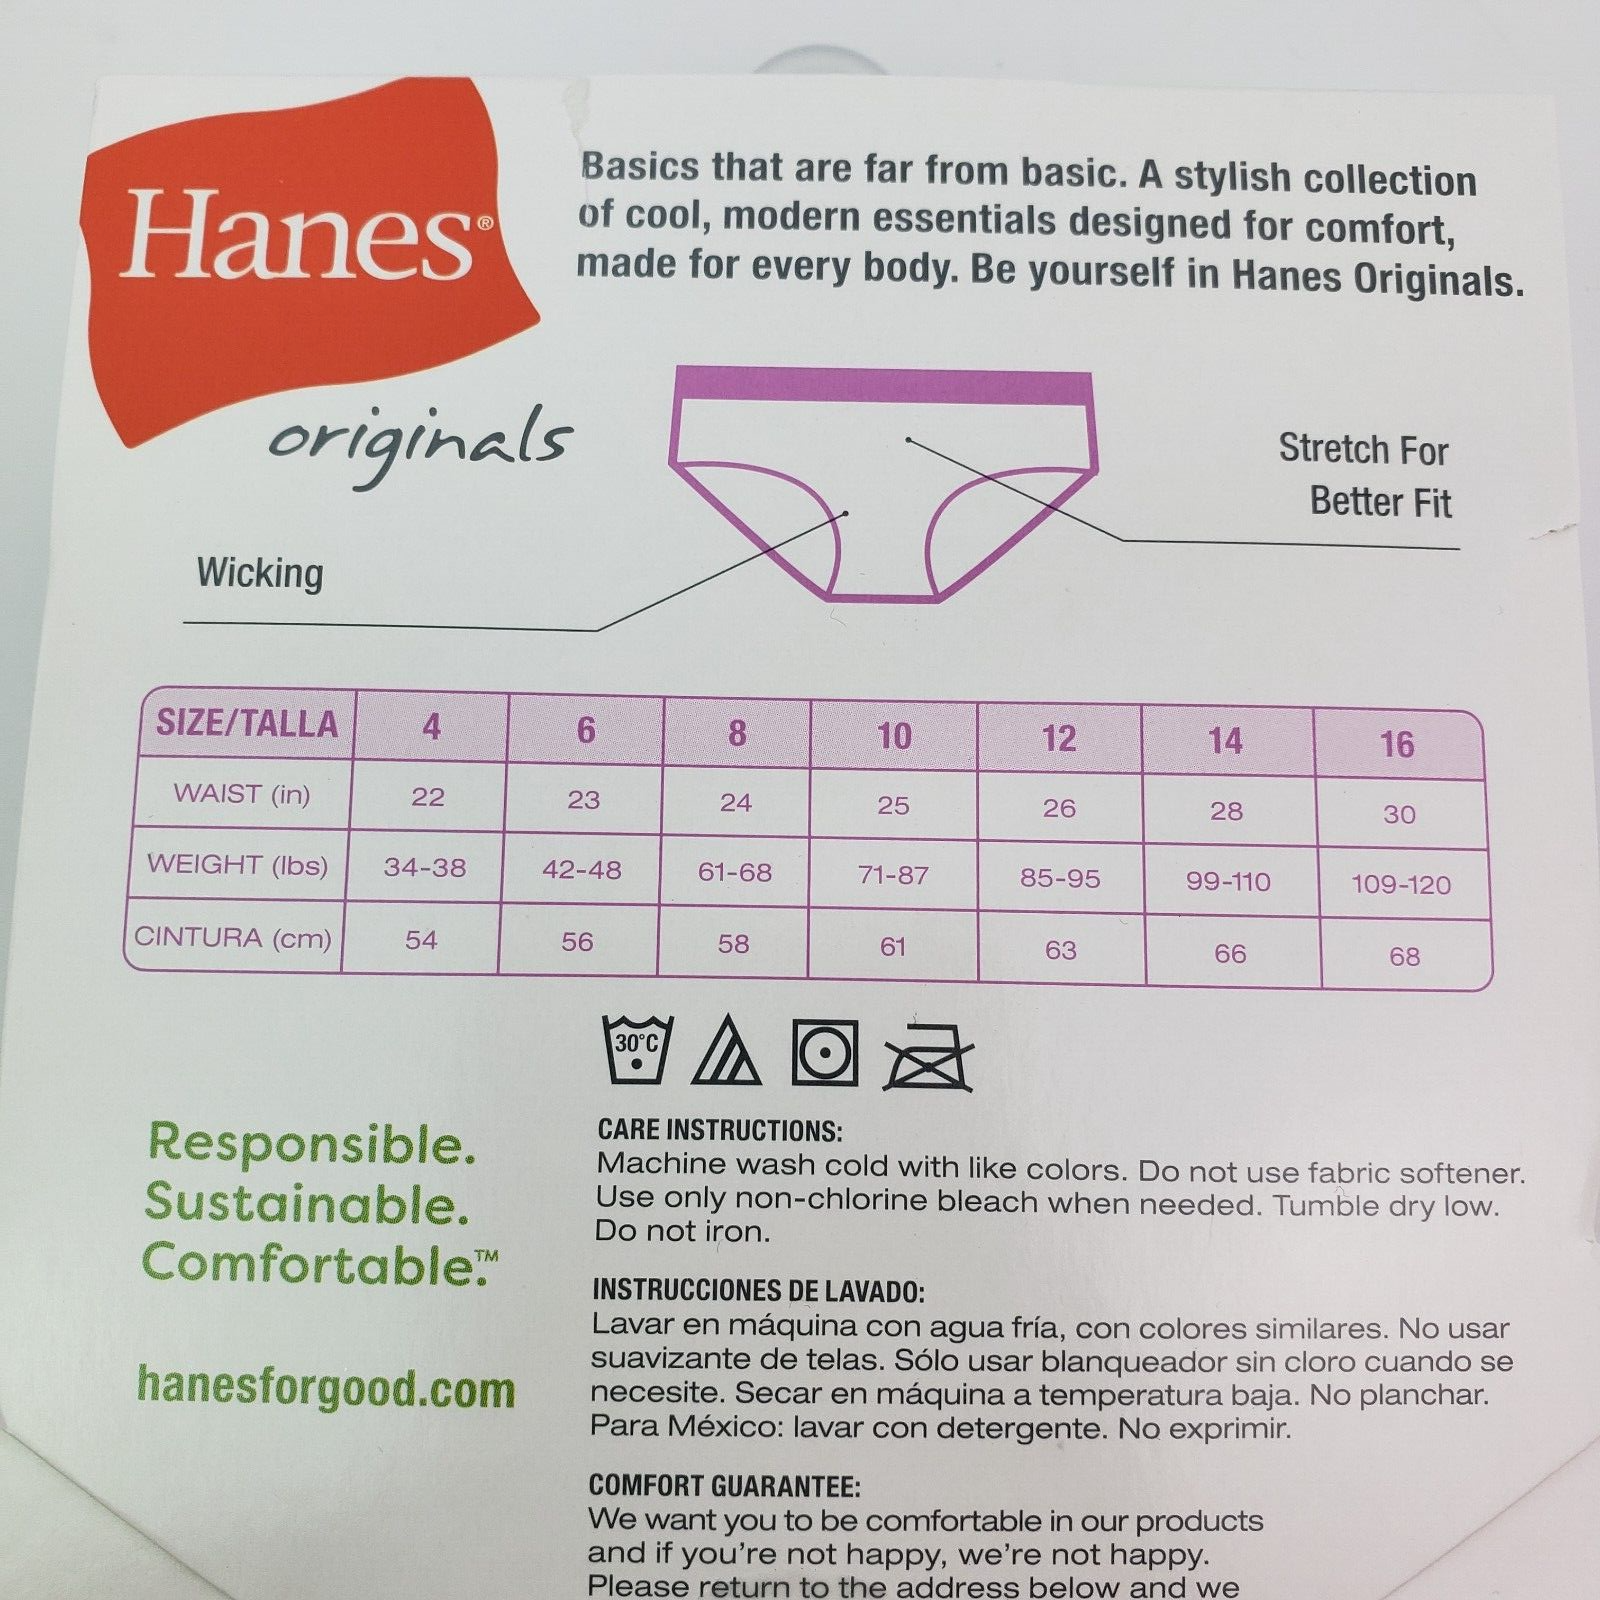 Hanes®
originals
Basics that are far from basic. A stylish collection
of cool, modern essentials designed for comfort,
made for every body. Be yourself in Hanes Originals.
Stretch For
Better Fit
Wicking
SIZE/TALLA 4 6 8 10 12 14 16
WAIST (in) 22 23 24 25 26 28 30
WEIGHT (lbs) 34-38 42-48 61-68 71-87 85-95 99-110 109-120
CINTURA (cm) 54 56 58 61 63 66 68
30°C
Responsible.
Sustainable.
Comfortable.™
hanesforgood.com
CARE INSTRUCTIONS:
Machine wash cold with like colors. Do not use fabric softener.
Use only non-chlorine bleach when needed. Tumble dry low.
Do not iron.
INSTRUCCIONES DE LAVADO:
Lavar en máquina con agua fría, con colores similares. No usar
suavizante de telas. Sólo usar blanqueador sin cloro cuando se
necesite. Secar en máquina a temperatura baja. No planchar.
Para México: lavar con detergente. No exprimir.
COMFORT GUARANTEE:
We want you to be comfortable in our products
and if you're not happy, we're not happy.
Please return to the address below and we